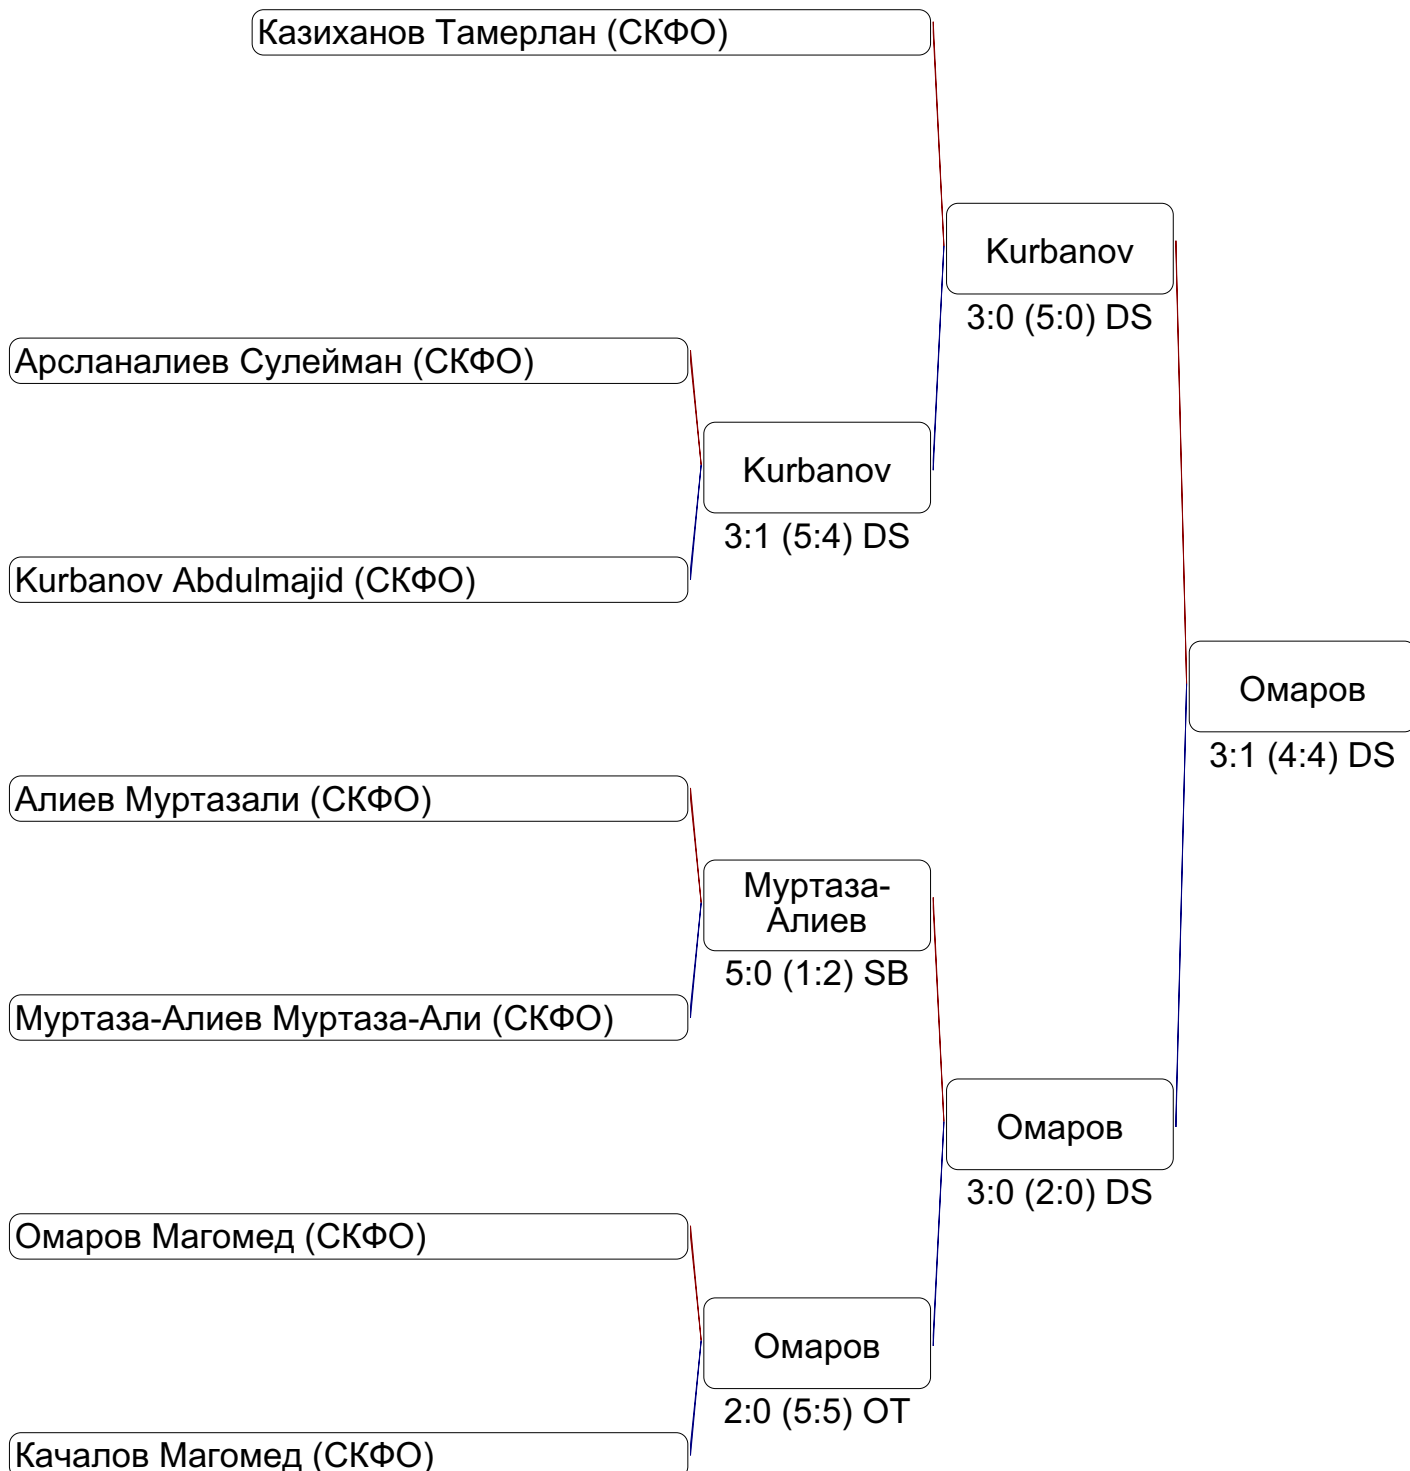 Казиханов Тамерлан (СКФО)
Kurbanov
3:0 (5:0) DS
Арсланалиев Сулейман (СКФО)
Kurbanov
3:1 (5:4) DS
Kurbanov Abdulmajid (СКФО)
Омаров
3:1 (4:4) DS
Алиев Муртазали (СКФО)
Муртаза-
Алиев
5:0 (1:2) SB
Муртаза-Алиев Муртаза-Али (СКФО)
Омаров
3:0 (2:0) DS
Омаров Магомед (СКФО)
Омаров
2:0 (5:5) OT
Качалов Магомед (СКФО)